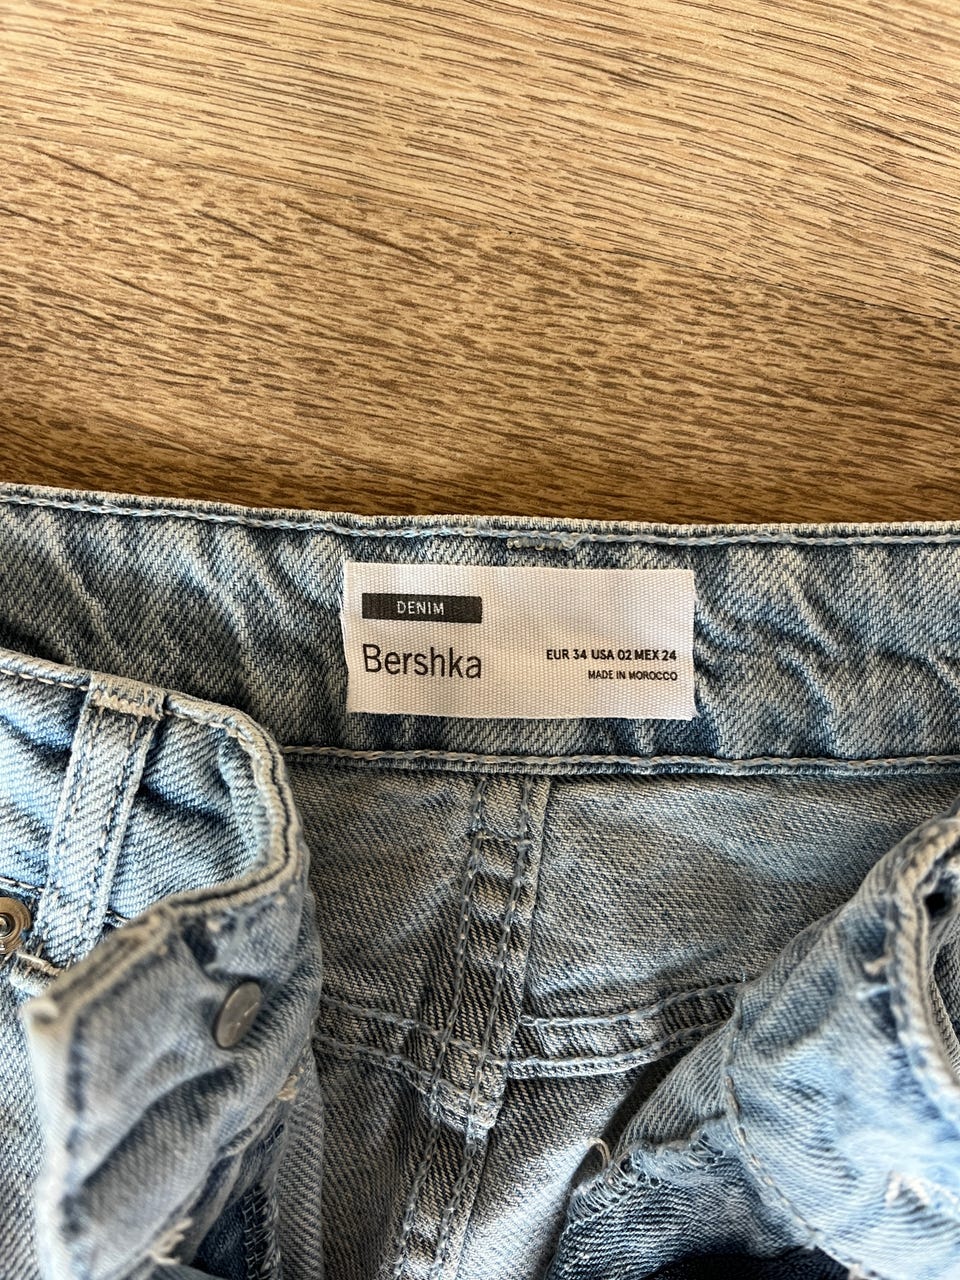 DENIM
Bershka
EUR 34 USA 02 MEX 24
MADE IN MOROCCO